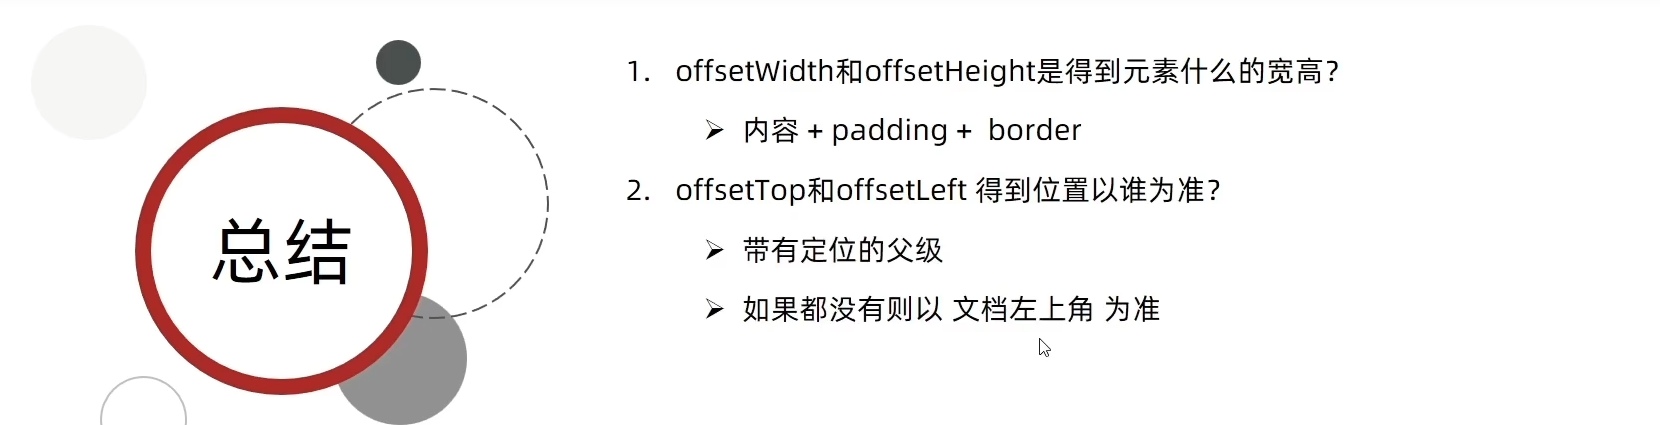 总结
1. offsetWidth和offsetHeight是得到元素什么的宽高？
➢ 内容 + padding + border
2. offsetTop和offsetLeft 得到位置以谁为准？
➢ 带有定位的父级
➢ 如果都没有则以 文档左上角 为准